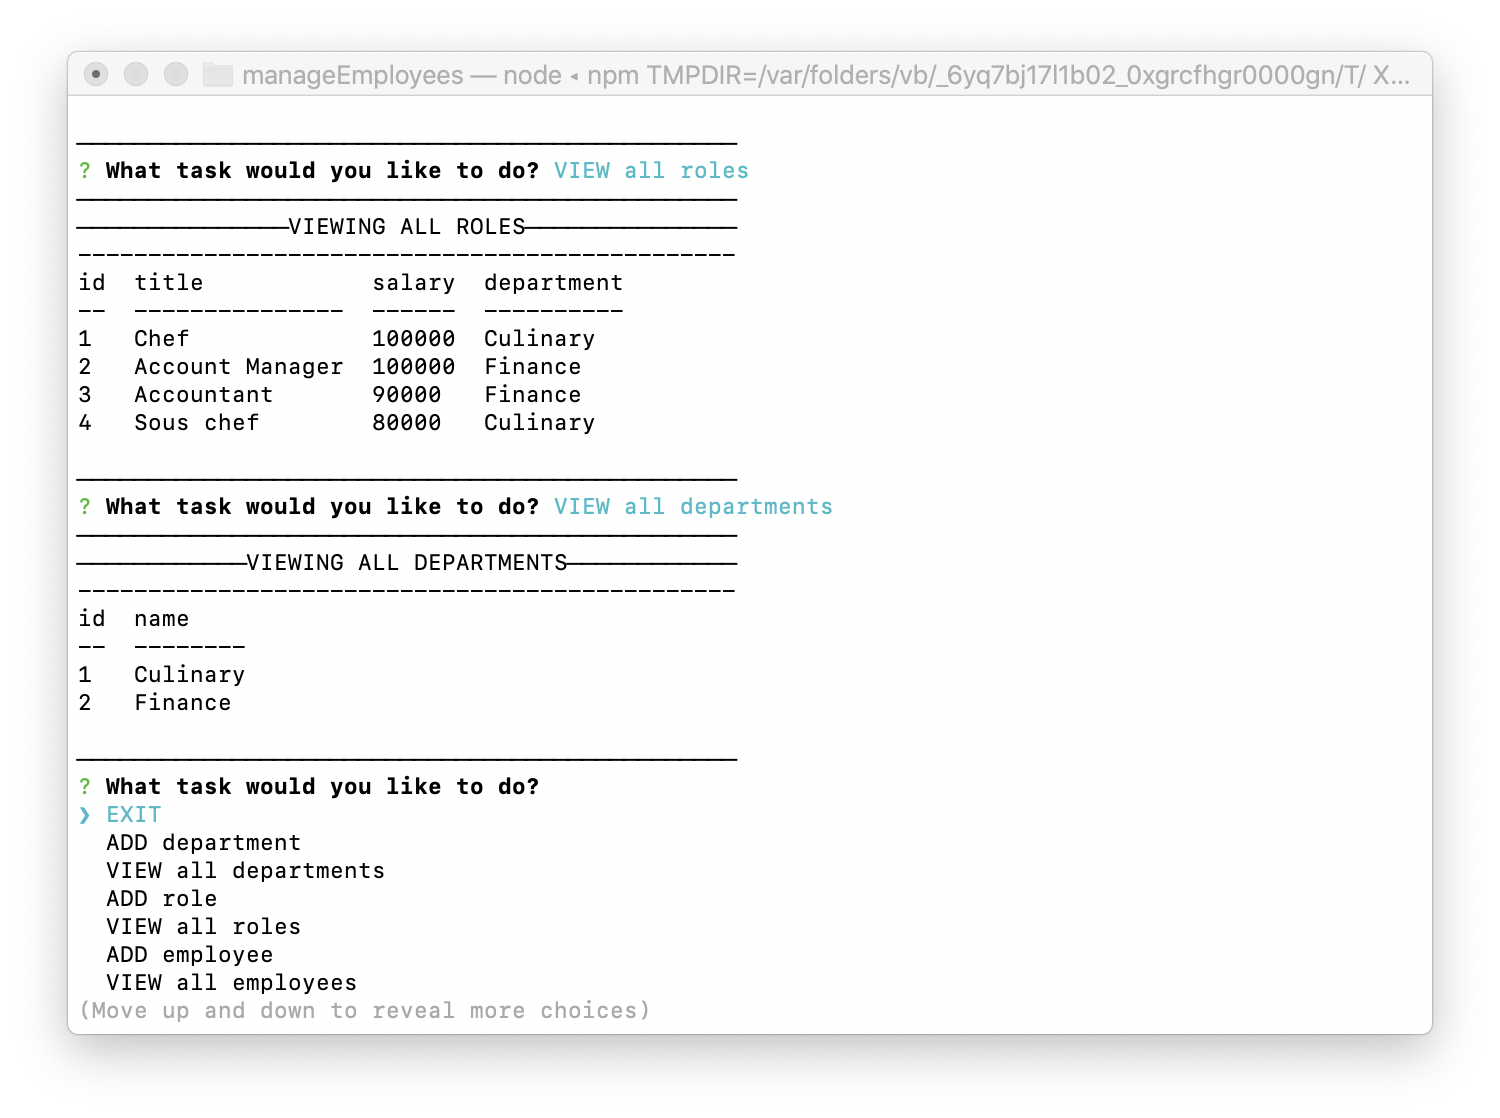 manageEmployees — node ◂ npm TMPDIR=/var/folders/vb/_6yq7bj17l1b02_0xgrcfhgr0000gn/T/ X...
? What task would you like to do? VIEW all roles
VIEWING ALL ROLES
-----------------------------------------------
id  title            salary  department
--  ---------------  ------  ----------
1   Chef             100000  Culinary
2   Account Manager  100000  Finance
3   Accountant       90000   Finance
4   Sous chef        80000   Culinary
? What task would you like to do? VIEW all departments
VIEWING ALL DEPARTMENTS
-----------------------------------------------
id  name
--  --------
1   Culinary
2   Finance
? What task would you like to do?
❯ EXIT
ADD department
VIEW all departments
ADD role
VIEW all roles
ADD employee
VIEW all employees
(Move up and down to reveal more choices)